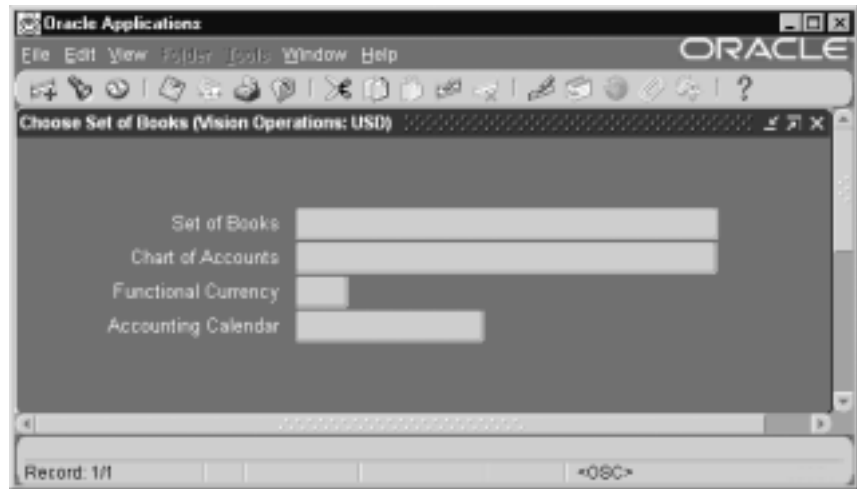 Oracle Applications
File Edit View Folder Tools Window Help
ORACLE
?
Choose Set of Books (Vision Operations: USD)
Set of Books
Chart of Accounts
Functional Currency
Accounting Calendar
Record: 1/1 <OSC>